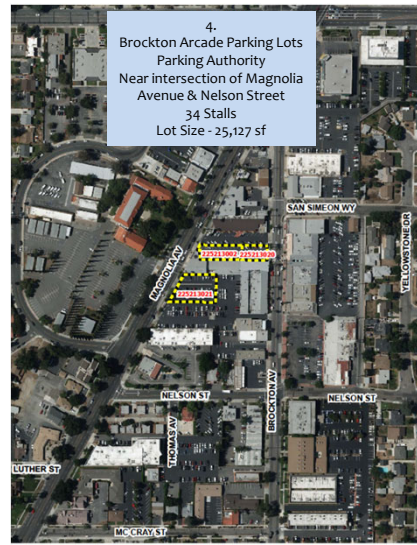 4.
Brockton Arcade Parking Lots
Parking Authority
Near intersection of Magnolia
Avenue & Nelson Street
34 Stalls
Lot Size - 25,127 sf
SAN SIMEON WY
YELLOWSTONE DR
MAGNOLIA AV
225213002
225213020
225213021
BROCKTON AV
NELSON ST
NELSON ST
THOMAS AV
LUTHER ST
MC CRAY ST